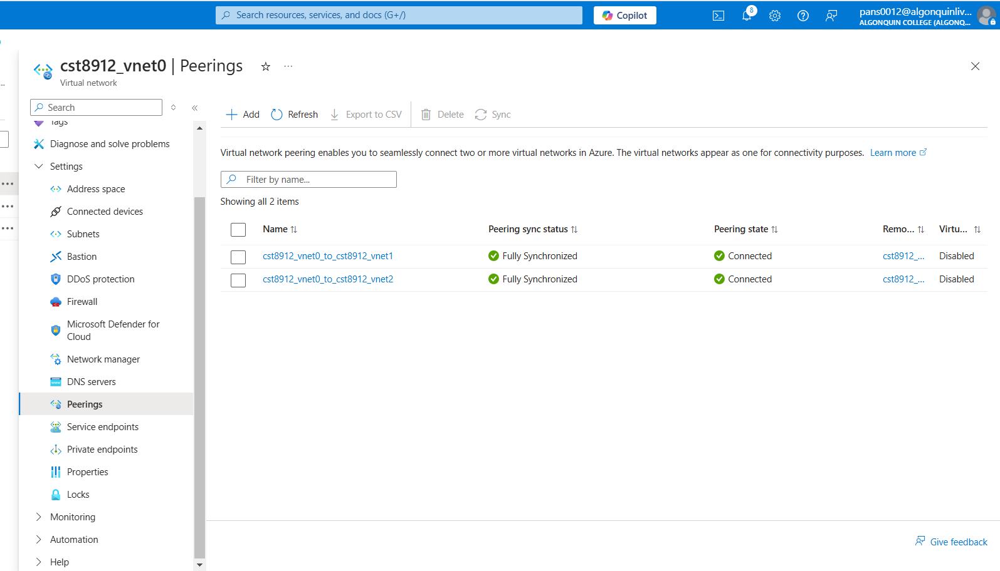 Search resources, services, and docs (G+/)
Copilot
8
pans0012@algonquinliv...
ALGONQUIN COLLEGE (ALGONQ...
cst8912_vnet0 | Peerings
...
Virtual network
Search
Tags
Diagnose and solve problems
Settings
Address space
Connected devices
Subnets
Bastion
DDoS protection
Firewall
Microsoft Defender for
Cloud
Network manager
DNS servers
Peerings
Service endpoints
Private endpoints
Properties
Locks
Monitoring
Automation
Help
Add Refresh Export to CSV Delete Sync
Virtual network peering enables you to seamlessly connect two or more virtual networks in Azure. The virtual networks appear as one for connectivity purposes. Learn more
Filter by name...
Showing all 2 items
Name Peering sync status Peering state Remo... Virtu...
cst8912_vnet0_to_cst8912_vnet1 Fully Synchronized Connected cst8912_... Disabled
cst8912_vnet0_to_cst8912_vnet2 Fully Synchronized Connected cst8912_... Disabled
Give feedback